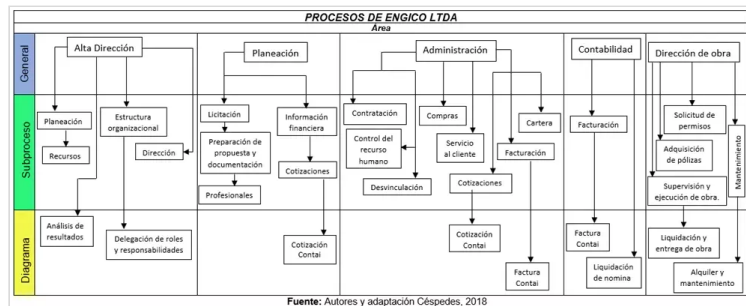 PROCESOS DE ENGICO LTDA
Área
General
Alta Dirección
Planeación
Administración
Contabilidad
Dirección de obra
Subproceso
Planeación
Recursos
Estructura
organizacional
Dirección
Licitación
Preparación de
propuesta y
documentación
Profesionales
Información
financiera
Cotizaciones
Contratación
Control del
recurso
humano
Desvinculación
Compras
Servicio
al cliente
Cotizaciones
Cartera
Facturación
Facturación
Solicitud de
permisos
Adquisición
de pólizas
Supervisión y
ejecución de obra.
Mantenimiento
Diagrama
Análisis de
resultados
Delegación de roles
y responsabilidades
Cotización
Contai
Cotización
Contai
Factura
Contai
Factura
Contai
Liquidación
de nomina
Liquidación y
entrega de obra
Alquiler y
mantenimiento
Fuente: Autores y adaptación Céspedes, 2018